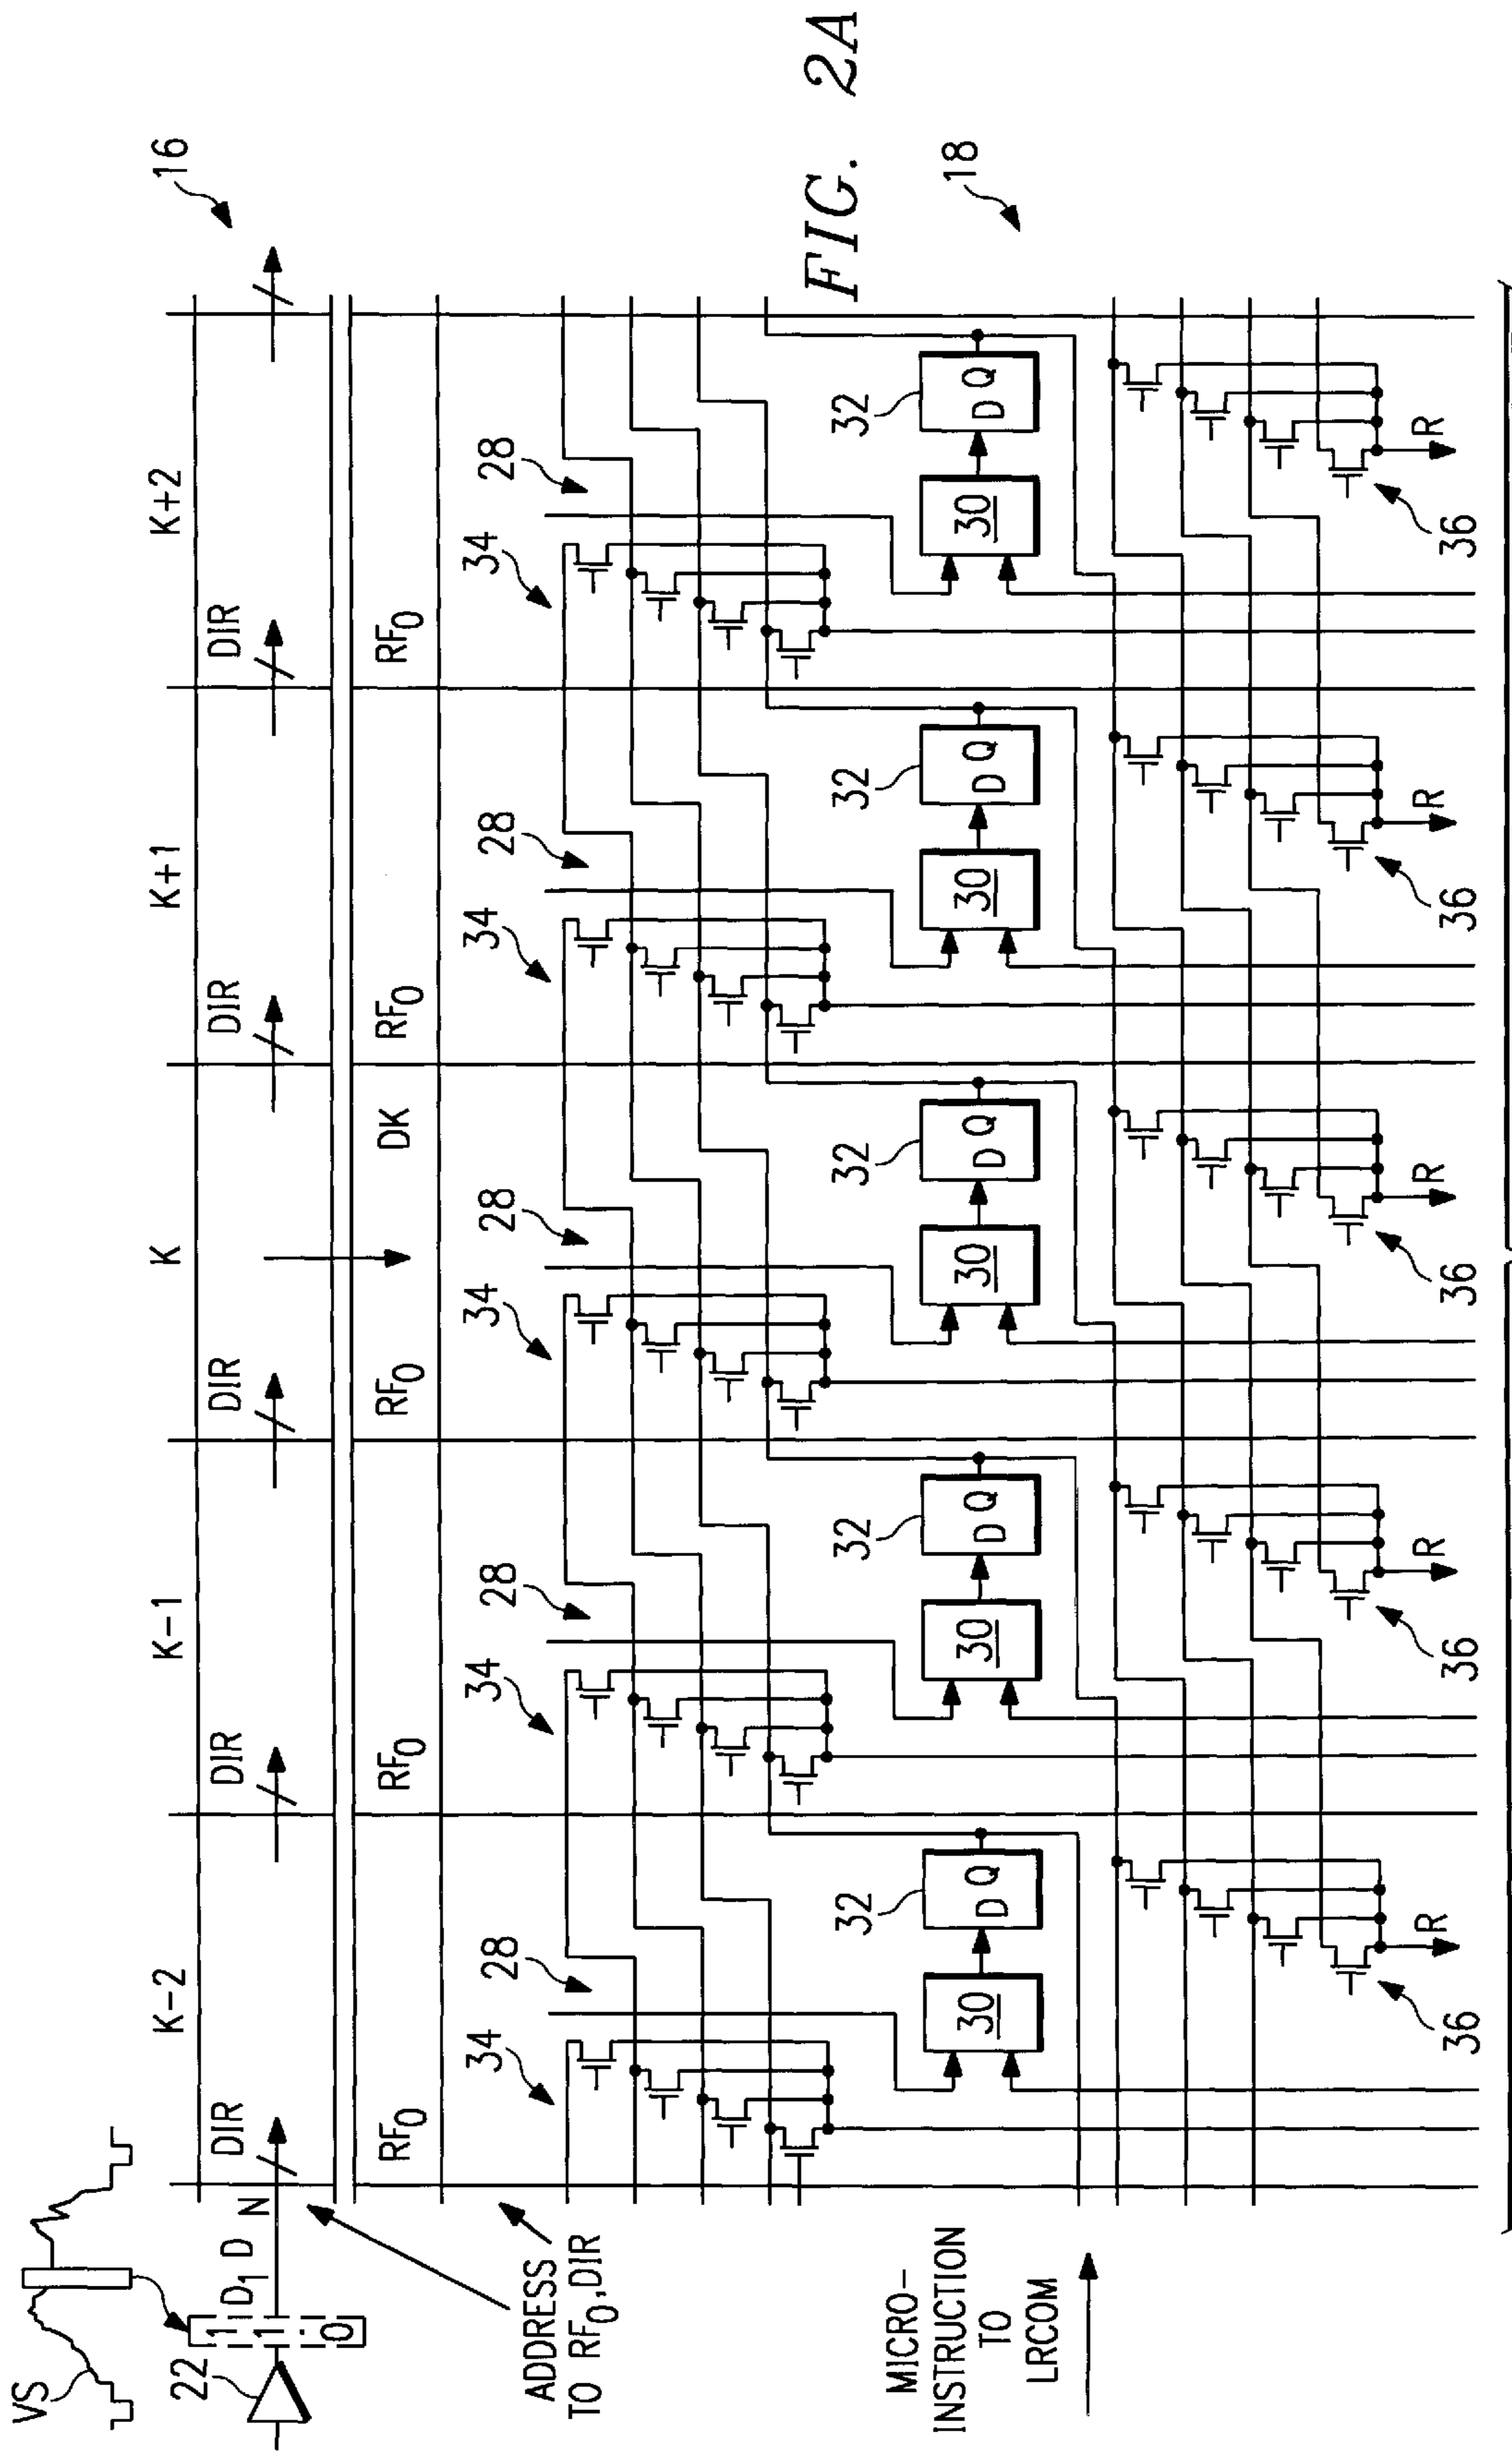 VS
22
1
1
.
0
D1 D N
16
K-2 K-1 K K+1 K+2
DIR DIR DIR DIR DIR
RF0 RF0 RF0 DK RF0 RF0
ADDRESS
TO RF0,DIR
34 28 34 28 34 28 34 28 34 28
FIG. 2A
32 32 32 32 32
30 D Q 30 D Q 30 D Q 30 D Q 30 D Q
18
MICRO-
INSTRUCTION
TO
LRCOM
R R R R R
36 36 36 36 36